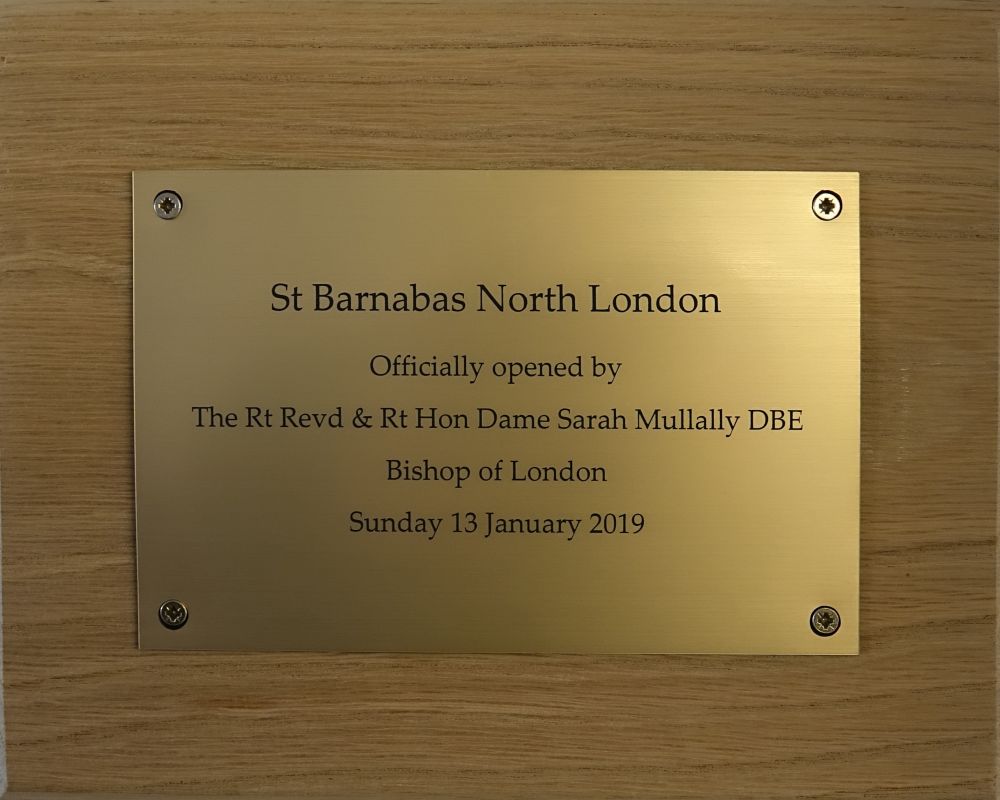 St Barnabas North London
Officially opened by
The Rt Revd & Rt Hon Dame Sarah Mullally DBE
Bishop of London
Sunday 13 January 2019